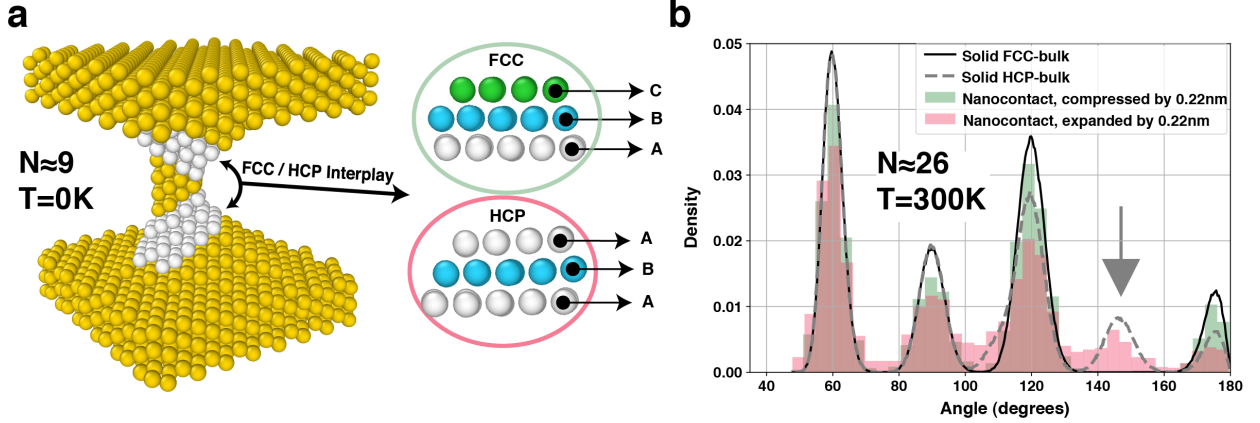 a
N≈9
T=0K
FCC / HCP Interplay
FCC
C
B
A
HCP
A
B
A
b
Density
0.05
0.04
0.03
0.02
0.01
0.00
Solid FCC-bulk
Solid HCP-bulk
Nanocontact, compressed by 0.22nm
Nanocontact, expanded by 0.22nm
N≈26
T=300K
40 60 80 100 120 140 160 180
Angle (degrees)